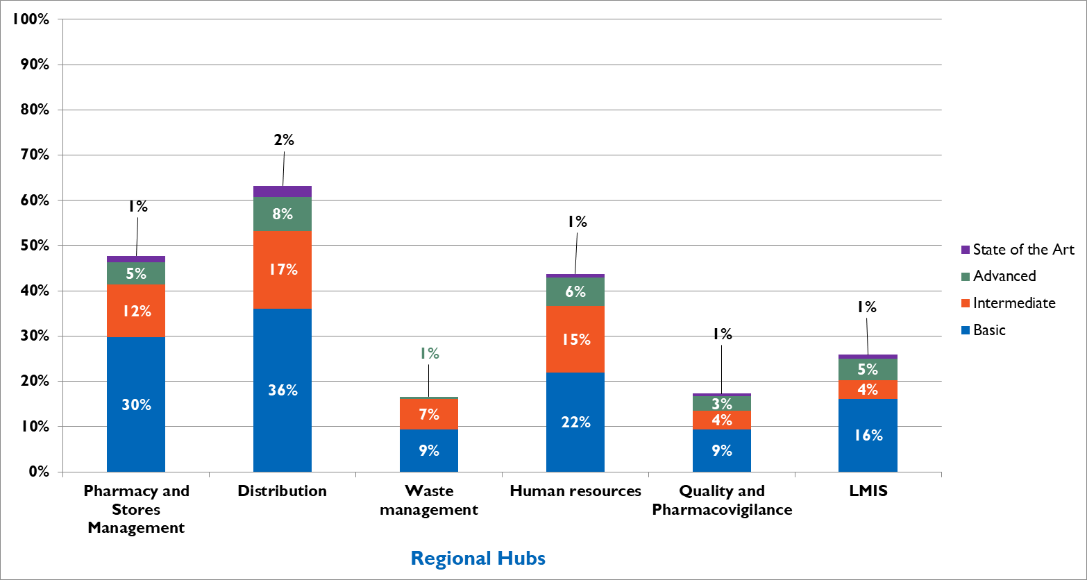 100%
90%
80%
70%
60%
50%
40%
30%
20%
10%
0%
1%
5%
12%
30%
2%
8%
17%
36%
1%
7%
9%
1%
6%
15%
22%
1%
3%
4%
9%
1%
5%
4%
16%
Pharmacy and
Stores
Management
Distribution
Waste
management
Human resources
Quality and
Pharmacovigilance
LMIS
Regional Hubs
State of the Art
Advanced
Intermediate
Basic